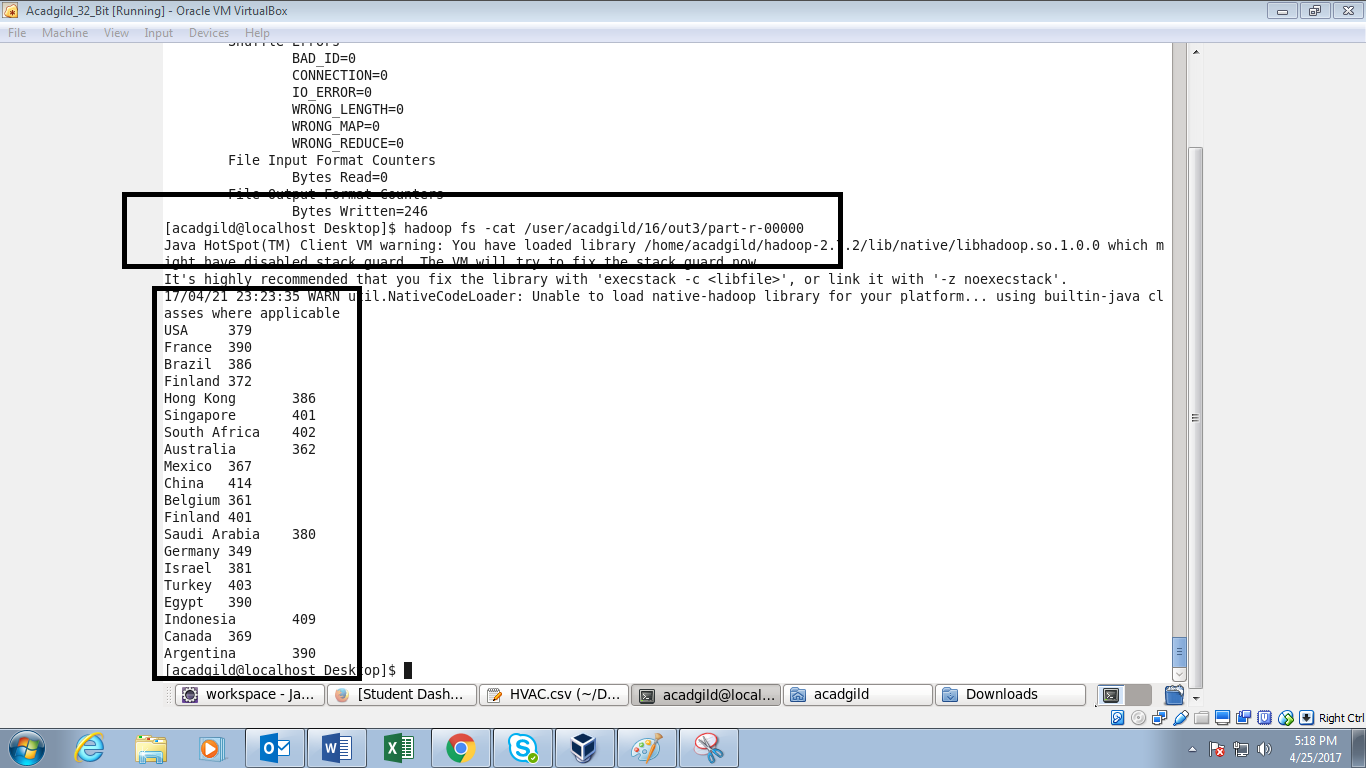 Acadgild_32_Bit [Running] - Oracle VM VirtualBox
File Machine View Input Devices Help
Shuffle Errors
BAD_ID=0
CONNECTION=0
IO_ERROR=0
WRONG_LENGTH=0
WRONG_MAP=0
WRONG_REDUCE=0
File Input Format Counters
Bytes Read=0
File Output Format Counters
Bytes Written=246
[acadgild@localhost Desktop]$ hadoop fs -cat /user/acadgild/16/out3/part-r-00000
Java HotSpot(TM) Client VM warning: You have loaded library /home/acadgild/hadoop-2.7.2/lib/native/libhadoop.so.1.0.0 which m
ight have disabled stack guard. The VM will try to fix the stack guard now.
It's highly recommended that you fix the library with 'execstack -c <libfile>', or link it with '-z noexecstack'.
17/04/21 23:23:35 WARN util.NativeCodeLoader: Unable to load native-hadoop library for your platform... using builtin-java cl
asses where applicable
USA 379
France 390
Brazil 386
Finland 372
Hong Kong 386
Singapore 401
South Africa 402
Australia 362
Mexico 367
China 414
Belgium 361
Finland 401
Saudi Arabia 380
Germany 349
Israel 381
Turkey 403
Egypt 390
Indonesia 409
Canada 369
Argentina 390
[acadgild@localhost Desktop]$
workspace - Ja... [Student Dash... HVAC.csv (~/D... acadgild@local... acadgild Downloads
Right Ctrl
5:18 PM
4/25/2017